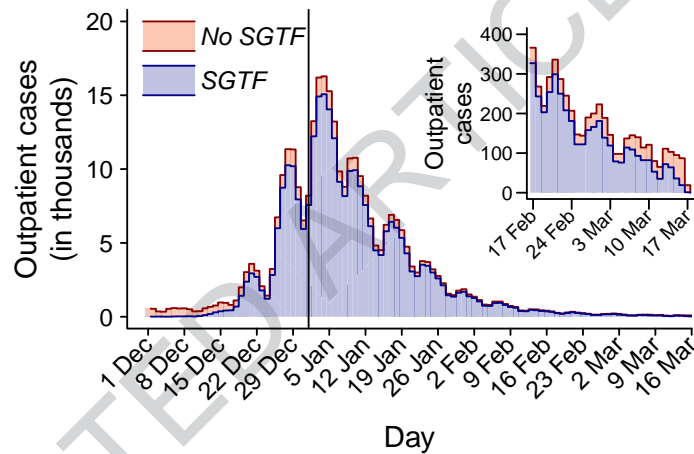 20
15
10
5
0
Outpatient cases
(in thousands)
No SGTF
SGTF
400
300
200
100
0
Outpatient
cases
17 Feb
24 Feb
3 Mar
10 Mar
17 Mar
1 Dec
8 Dec
15 Dec
22 Dec
29 Dec
5 Jan
12 Jan
19 Jan
26 Jan
2 Feb
9 Feb
16 Feb
23 Feb
2 Mar
9 Mar
16 Mar
Day
TED ARTICLE